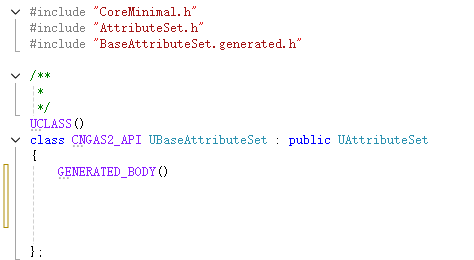 #include "CoreMinimal.h"
#include "AttributeSet.h"
#include "BaseAttributeSet.generated.h"
/**
 *
 */
UCLASS()
class CNGAS2_API UBaseAttributeSet : public UAttributeSet
{
GENERATED_BODY()
};